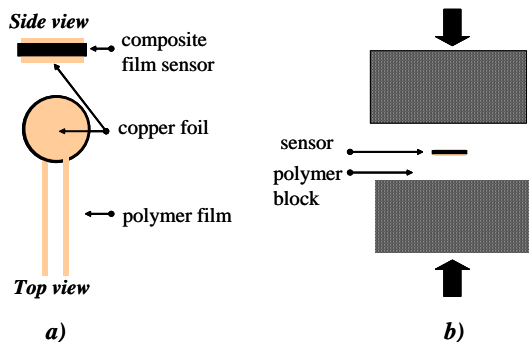 Side view
composite
film sensor
copper foil
polymer film
Top view
a)
sensor
polymer
block
b)